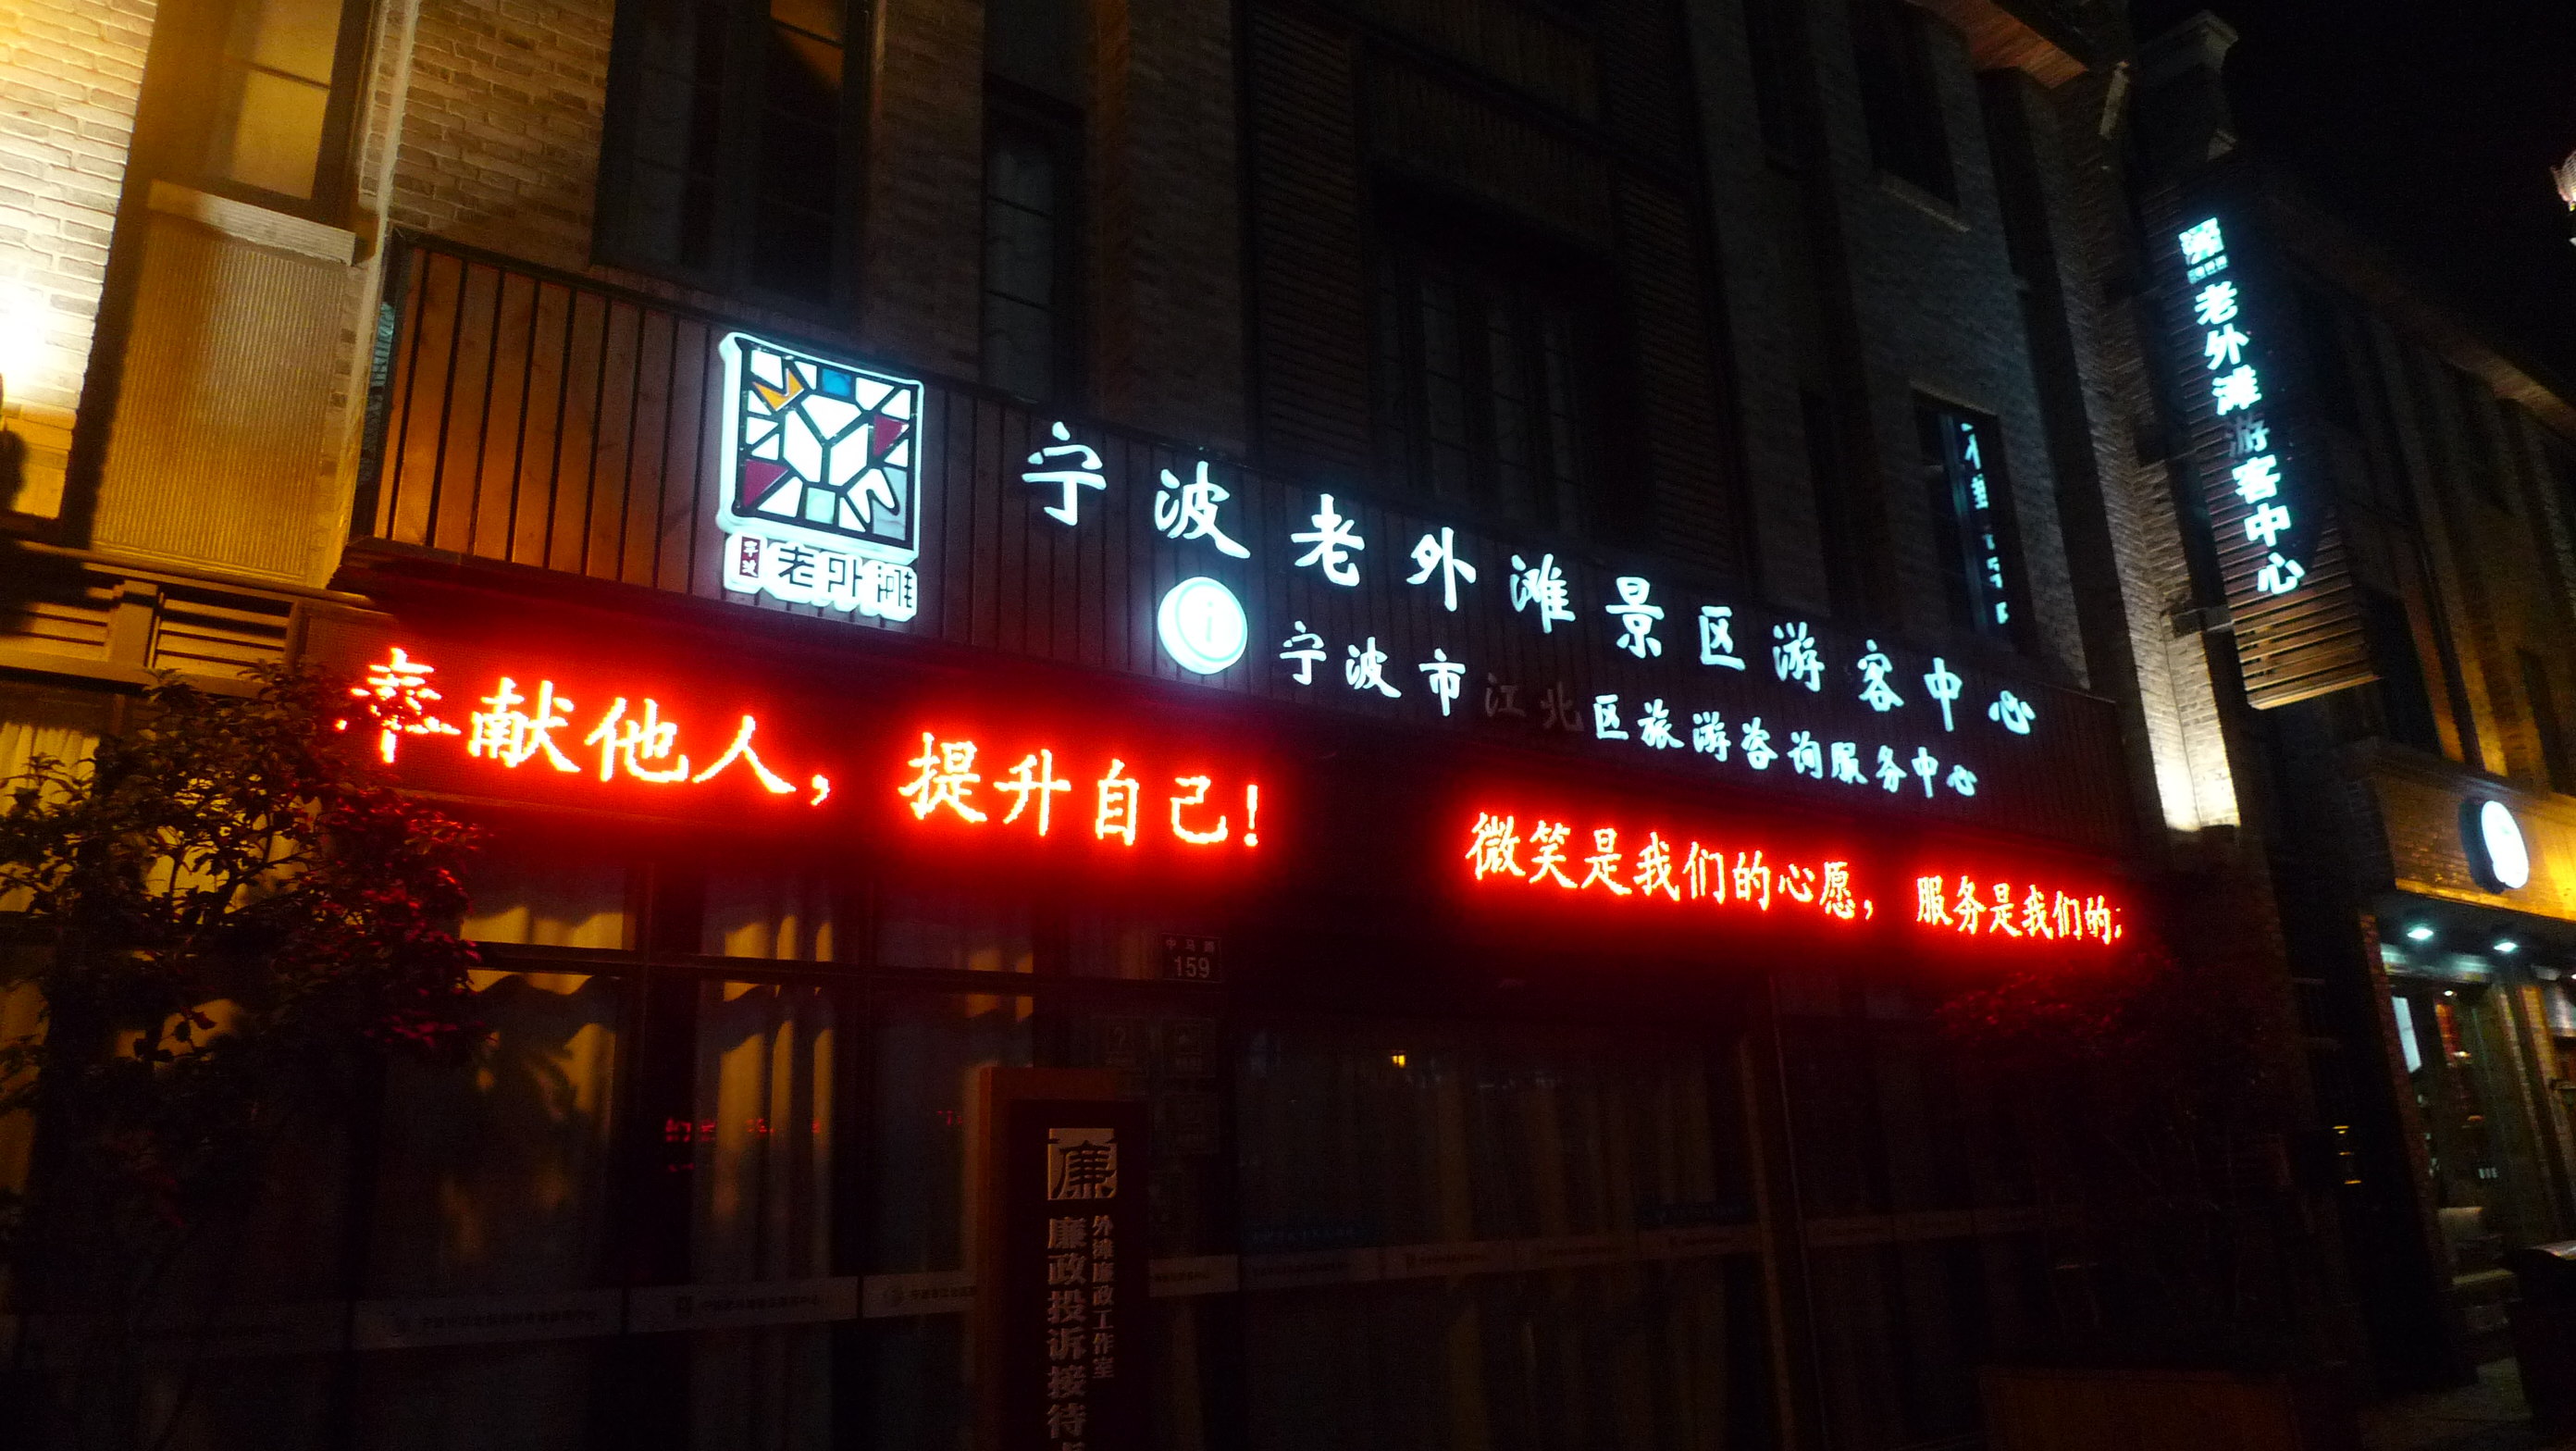 宁波
老外滩
宁波老外滩景区游客中心
i
宁波市江北区旅游咨询服务中心
奉献他人，提升自己!
微笑是我们的心愿，服务是我们的
老外滩游客中心
中马路
159
廉
外滩廉政工作室
廉政投诉接待